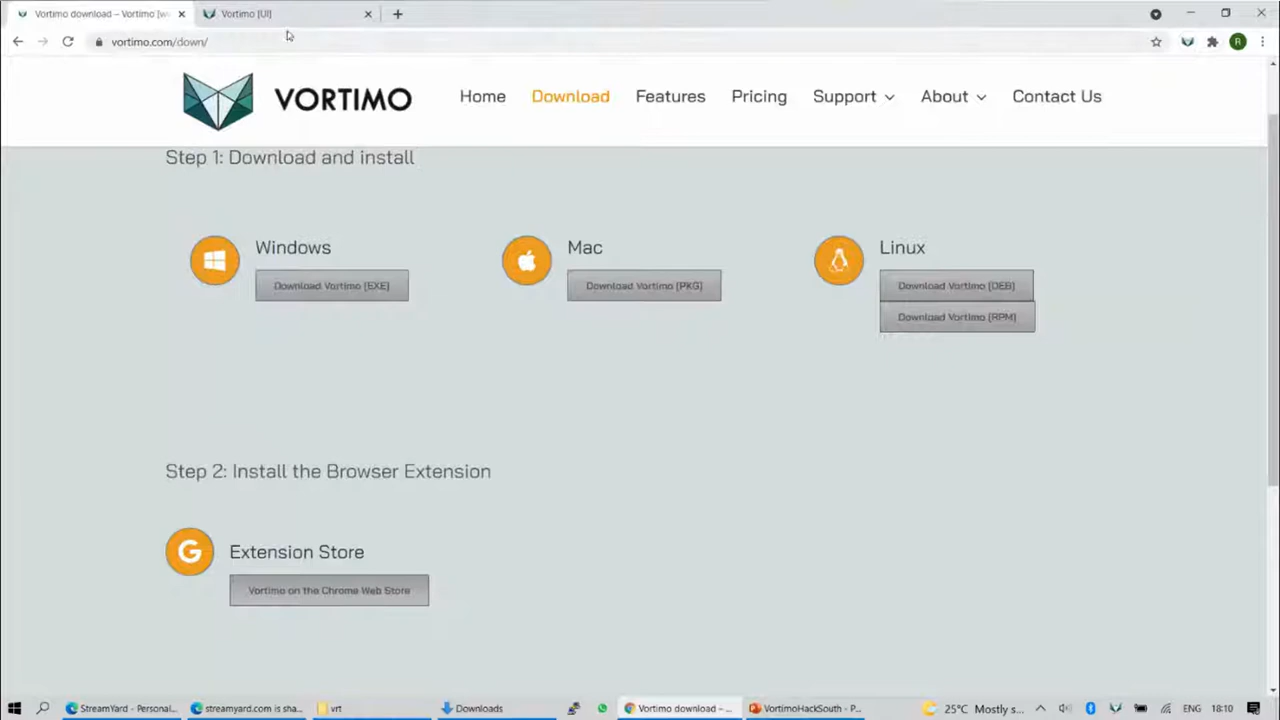 Vortimo download – Vortimo [w
Vortimo [UI]
vortimo.com/down/
R
VORTIMO
Home
Download
Features
Pricing
Support
About
Contact Us
Step 1: Download and install
Windows
Download Vortimo [EXE]
Mac
Download Vortimo [PKG]
Linux
Download Vortimo [DEB]
Download Vortimo [RPM]
Step 2: Install the Browser Extension
G
Extension Store
Vortimo on the Chrome Web Store
StreamYard - Personal...
streamyard.com is sha...
vrt
Downloads
Vortimo download – ...
VortimoHackSouth - P...
25°C Mostly s...
ENG
18:10